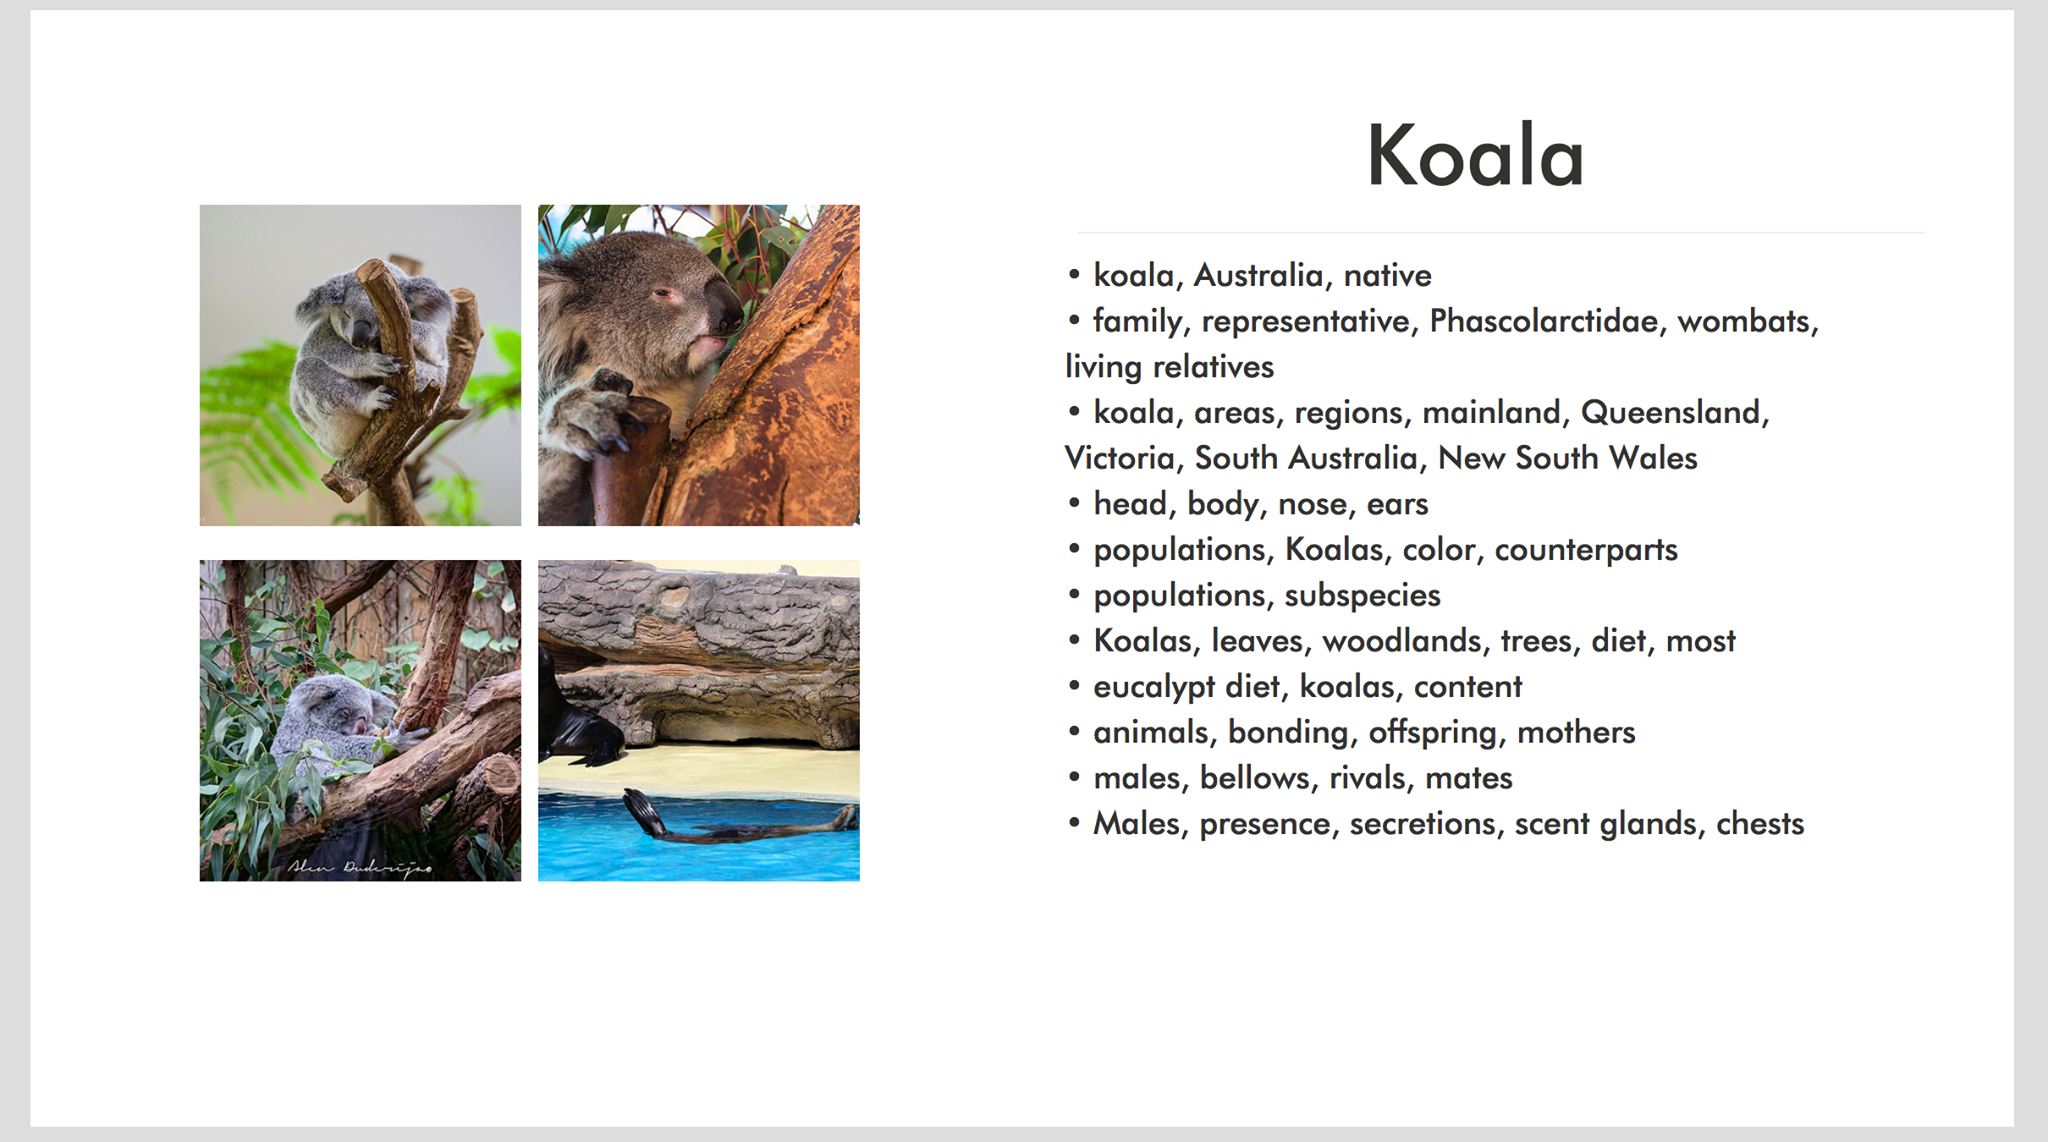 Koala
• koala, Australia, native
• family, representative, Phascolarctidae, wombats,
living relatives
• koala, areas, regions, mainland, Queensland,
Victoria, South Australia, New South Wales
• head, body, nose, ears
• populations, Koalas, color, counterparts
• populations, subspecies
• Koalas, leaves, woodlands, trees, diet, most
• eucalypt diet, koalas, content
• animals, bonding, offspring, mothers
• males, bellows, rivals, mates
• Males, presence, secretions, scent glands, chests